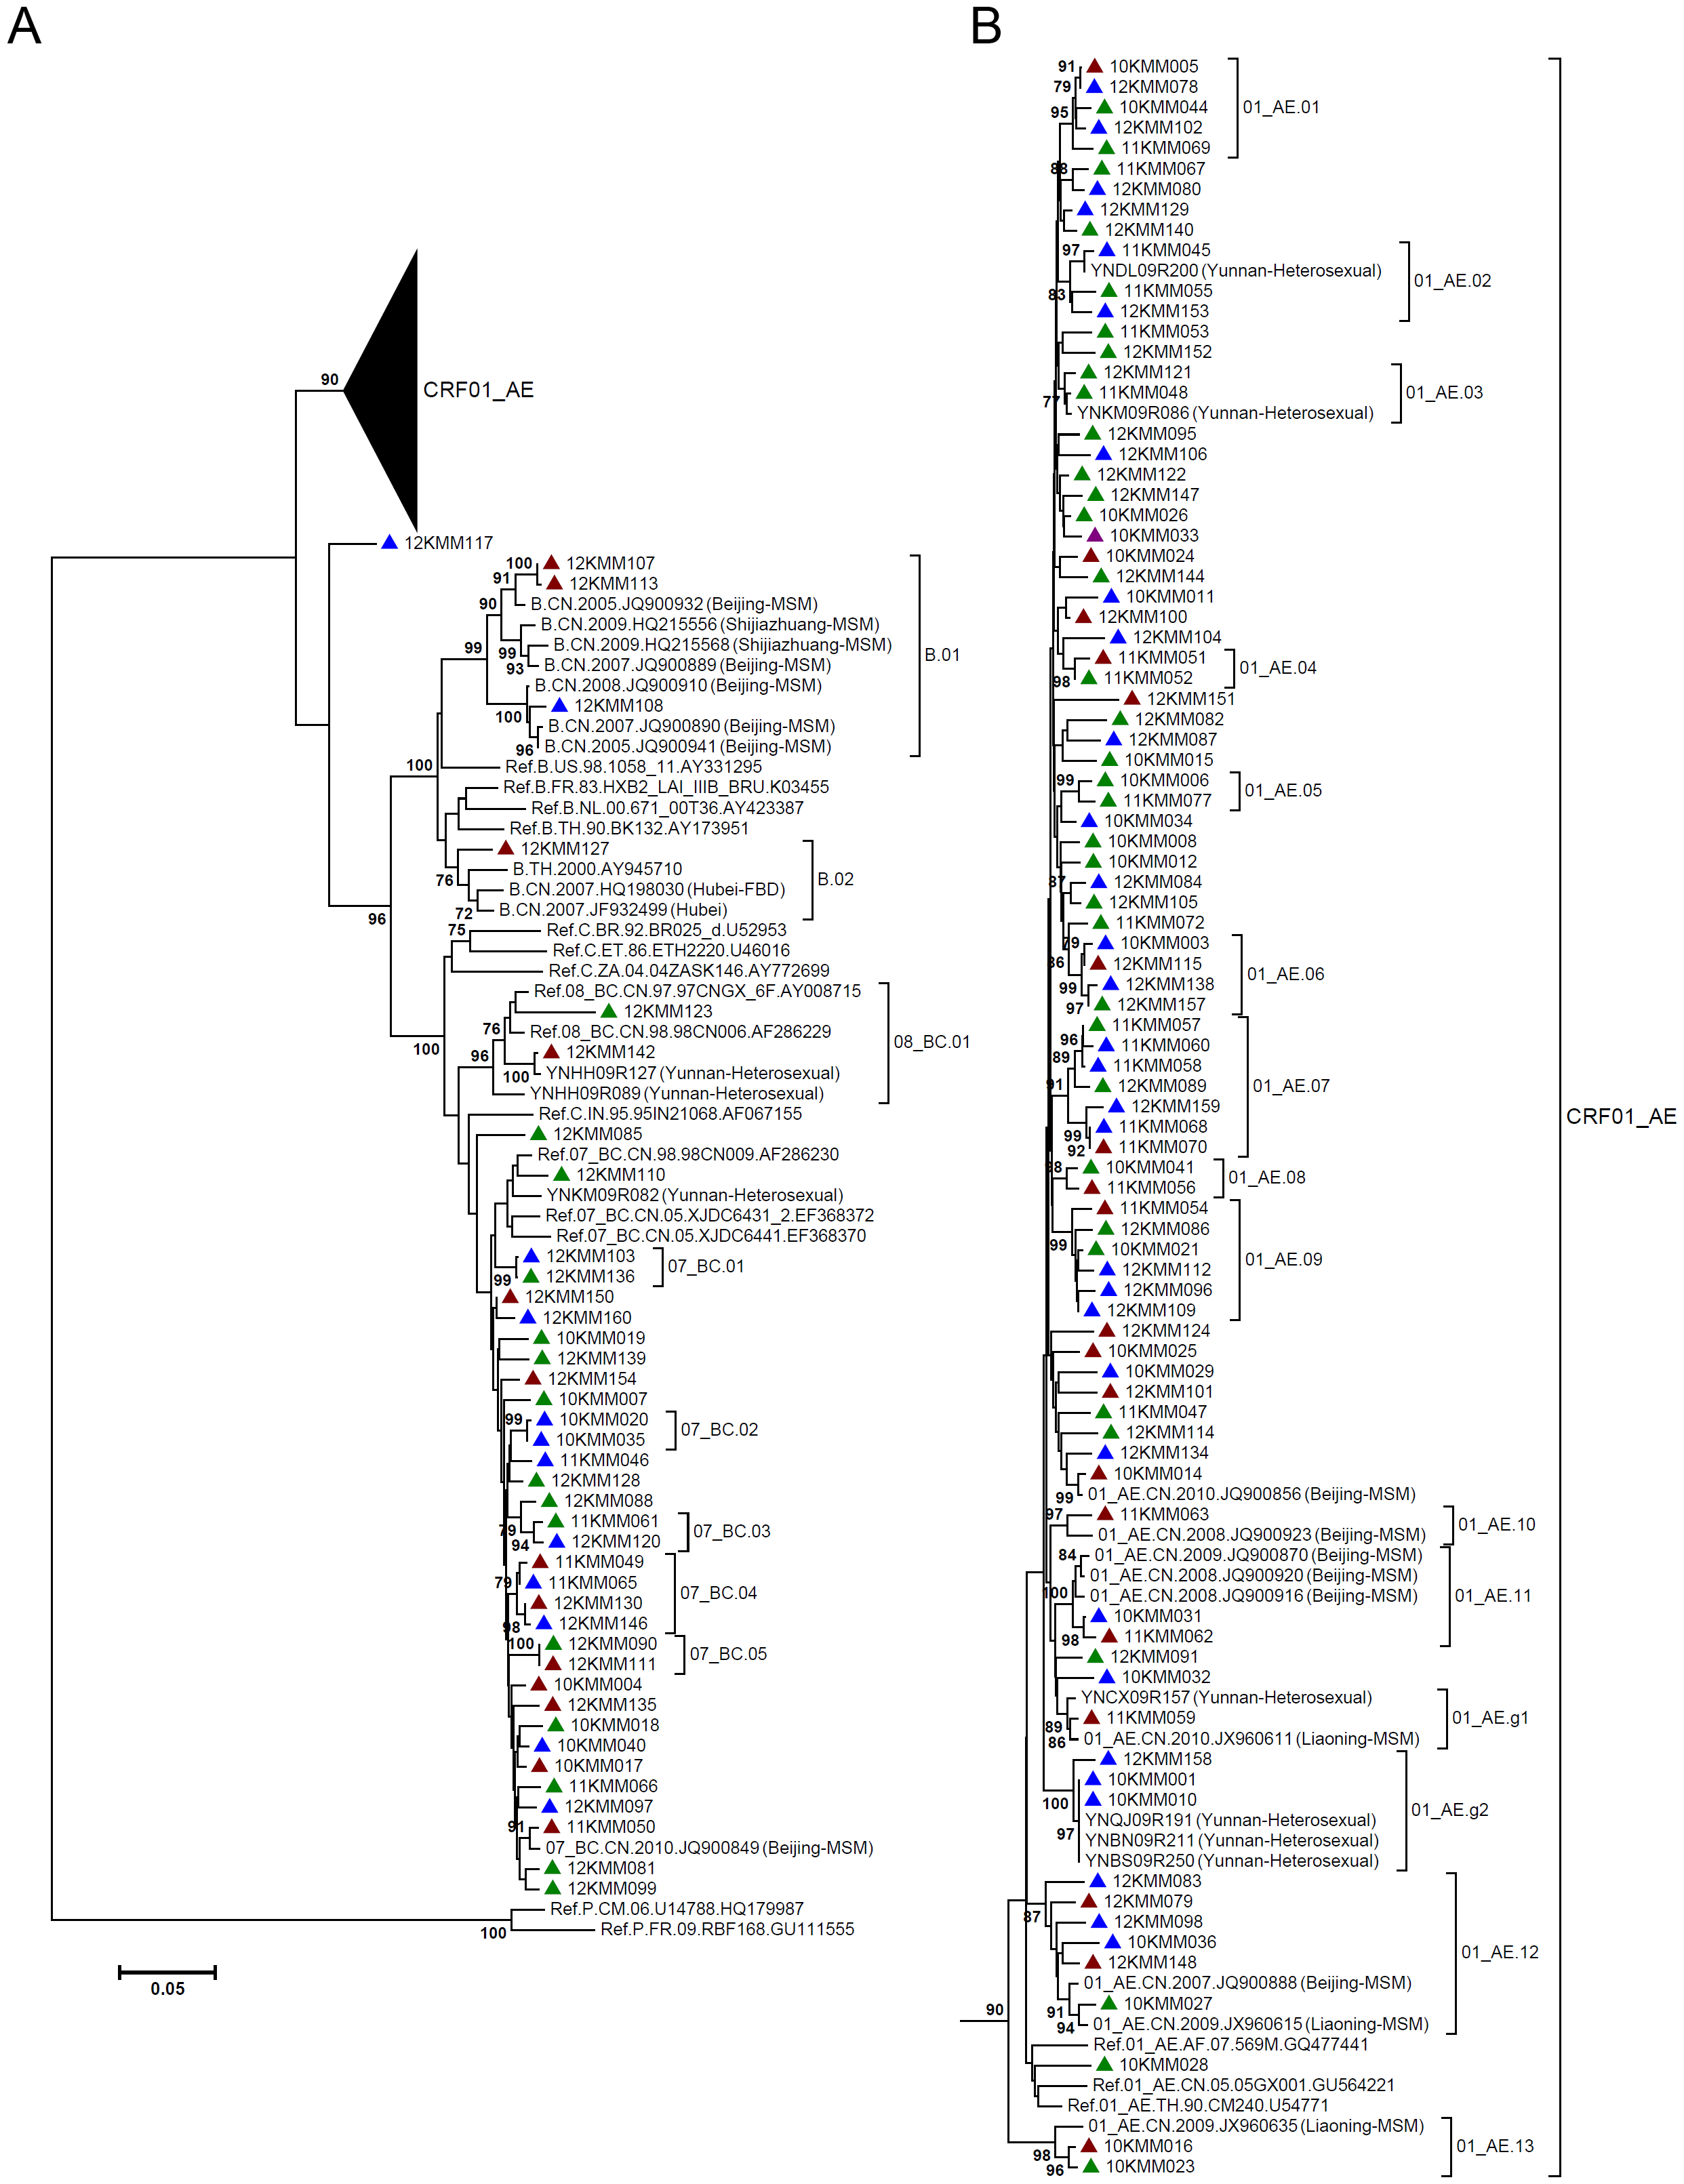 A
90
CRF01_AE
12KMM117
100
12KMM107
91
12KMM113
90
B.CN.2005.JQ900932 (Beijing-MSM)
B.CN.2009.HQ215556 (Shijiazhuang-MSM)
99
B.CN.2009.HQ215568 (Shijiazhuang-MSM)
99
93
B.CN.2007.JQ900889 (Beijing-MSM)
B.01
B.CN.2008.JQ900910 (Beijing-MSM)
12KMM108
100
B.CN.2007.JQ900890 (Beijing-MSM)
96
B.CN.2005.JQ900941 (Beijing-MSM)
100
Ref.B.US.98.1058_11.AY331295
Ref.B.FR.83.HXB2_LAI_IIIB_BRU.K03455
Ref.B.NL.00.671_00T36.AY423387
Ref.B.TH.90.BK132.AY173951
12KMM127
B.TH.2000.AY945710
76
B.02
B.CN.2007.HQ198030 (Hubei-FBD)
72
B.CN.2007.JF932499 (Hubei)
96
75
Ref.C.BR.92.BR025_d.U52953
Ref.C.ET.86.ETH2220.U46016
Ref.C.ZA.04.04ZASK146.AY772699
Ref.08_BC.CN.97.97CNGX_6F.AY008715
12KMM123
76
Ref.08_BC.CN.98.98CN006.AF286229
08_BC.01
100
96
12KMM142
100
YNHH09R127 (Yunnan-Heterosexual)
YNHH09R089 (Yunnan-Heterosexual)
Ref.C.IN.95.95IN21068.AF067155
12KMM085
Ref.07_BC.CN.98.98CN009.AF286230
12KMM110
YNKM09R082 (Yunnan-Heterosexual)
Ref.07_BC.CN.05.XJDC6431_2.EF368372
Ref.07_BC.CN.05.XJDC6441.EF368370
12KMM103
07_BC.01
99
12KMM136
12KMM150
12KMM160
10KMM019
12KMM139
12KMM154
10KMM007
99
10KMM020
07_BC.02
10KMM035
11KMM046
12KMM128
12KMM088
79
11KMM061
07_BC.03
94
12KMM120
11KMM049
79
11KMM065
07_BC.04
12KMM130
98
12KMM146
100
12KMM090
07_BC.05
12KMM111
10KMM004
12KMM135
10KMM018
10KMM040
10KMM017
11KMM066
12KMM097
91
11KMM050
07_BC.CN.2010.JQ900849 (Beijing-MSM)
12KMM081
12KMM099
Ref.P.CM.06.U14788.HQ179987
100
Ref.P.FR.09.RBF168.GU111555
0.05
B
91
10KMM005
79
12KMM078
95
10KMM044
01_AE.01
12KMM102
11KMM069
88
11KMM067
12KMM080
12KMM129
12KMM140
97
11KMM045
YNDL09R200 (Yunnan-Heterosexual)
01_AE.02
83
11KMM055
12KMM153
11KMM053
12KMM152
12KMM121
11KMM048
01_AE.03
77
YNKM09R086 (Yunnan-Heterosexual)
12KMM095
12KMM106
12KMM122
12KMM147
10KMM026
10KMM033
10KMM024
12KMM144
10KMM011
12KMM100
12KMM104
11KMM051
01_AE.04
98
11KMM052
12KMM151
12KMM082
12KMM087
10KMM015
99
10KMM006
01_AE.05
11KMM077
10KMM034
10KMM008
10KMM012
87
12KMM084
12KMM105
11KMM072
79
10KMM003
86
12KMM115
01_AE.06
99
12KMM138
97
12KMM157
11KMM057
96
11KMM060
89
11KMM058
91
12KMM089
01_AE.07
12KMM159
99
11KMM068
92
11KMM070
CRF01_AE
98
10KMM041
01_AE.08
11KMM056
11KMM054
12KMM086
99
10KMM021
01_AE.09
12KMM112
12KMM096
12KMM109
12KMM124
10KMM025
10KMM029
12KMM101
11KMM047
12KMM114
12KMM134
10KMM014
99
01_AE.CN.2010.JQ900856 (Beijing-MSM)
97
11KMM063
01_AE.10
01_AE.CN.2008.JQ900923 (Beijing-MSM)
84
01_AE.CN.2009.JQ900870 (Beijing-MSM)
01_AE.CN.2008.JQ900920 (Beijing-MSM)
100
01_AE.CN.2008.JQ900916 (Beijing-MSM)
01_AE.11
10KMM031
98
11KMM062
12KMM091
10KMM032
YNCX09R157 (Yunnan-Heterosexual)
89
11KMM059
01_AE.g1
86
01_AE.CN.2010.JX960611 (Liaoning-MSM)
12KMM158
10KMM001
100
10KMM010
01_AE.g2
YNQJ09R191 (Yunnan-Heterosexual)
97
YNBN09R211 (Yunnan-Heterosexual)
YNBS09R250 (Yunnan-Heterosexual)
12KMM083
12KMM079
87
12KMM098
10KMM036
01_AE.12
12KMM148
01_AE.CN.2007.JQ900888 (Beijing-MSM)
90
91
10KMM027
94
01_AE.CN.2009.JX960615 (Liaoning-MSM)
Ref.01_AE.AF.07.569M.GQ477441
10KMM028
Ref.01_AE.CN.05.05GX001.GU564221
Ref.01_AE.TH.90.CM240.U54771
01_AE.CN.2009.JX960635 (Liaoning-MSM)
98
10KMM016
01_AE.13
96
10KMM023